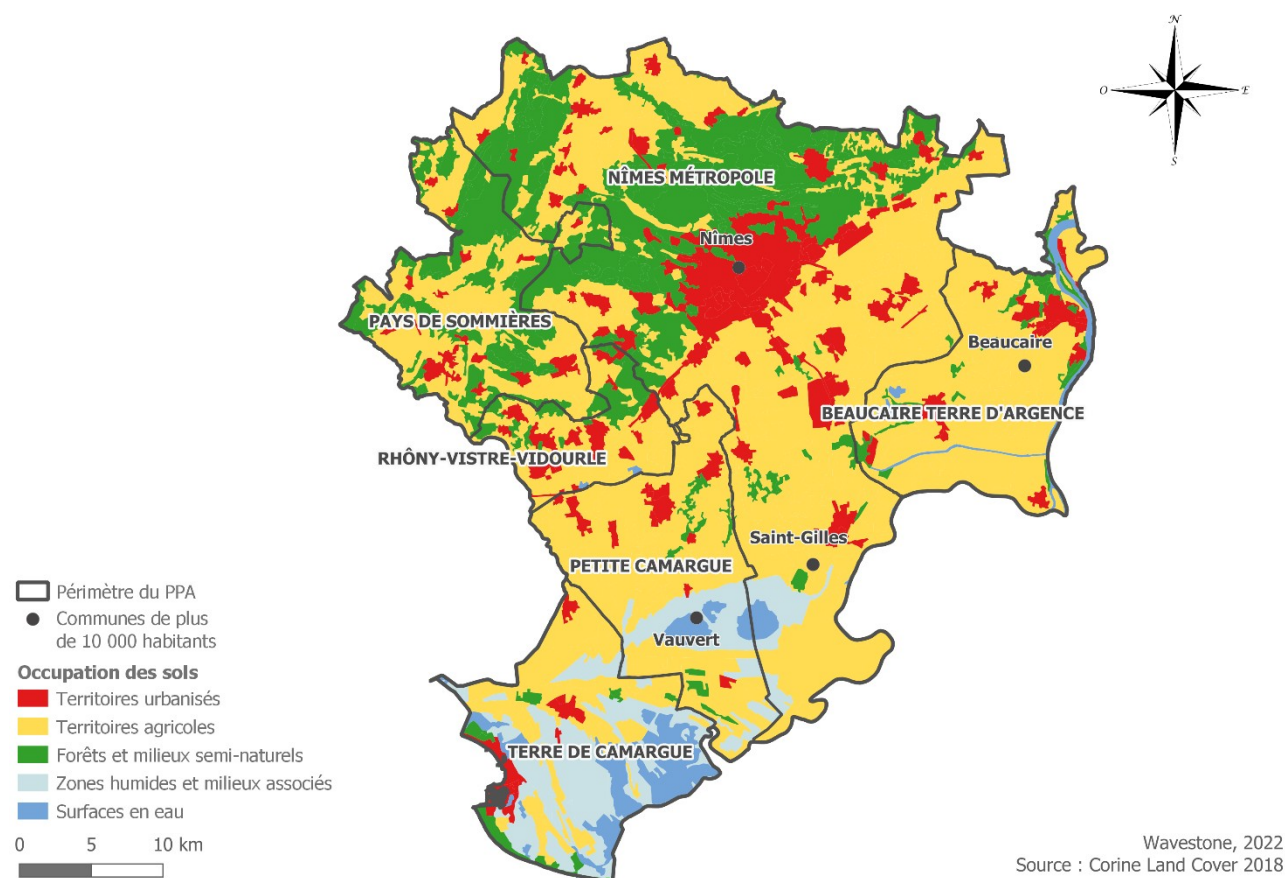 N
O
E
S
NÎMES MÉTROPOLE
Nîmes
PAYS DE SOMMIÈRES
Beaucaire
BEAUCAIRE TERRE D'ARGENCE
RHÔNY-VISTRE-VIDOURLE
Saint-Gilles
PETITE CAMARGUE
Vauvert
TERRE DE CAMARGUE
Périmètre du PPA
Communes de plus
de 10 000 habitants
Occupation des sols
Territoires urbanisés
Territoires agricoles
Forêts et milieux semi-naturels
Zones humides et milieux associés
Surfaces en eau
0 5 10 km
Wavestone, 2022
Source : Corine Land Cover 2018